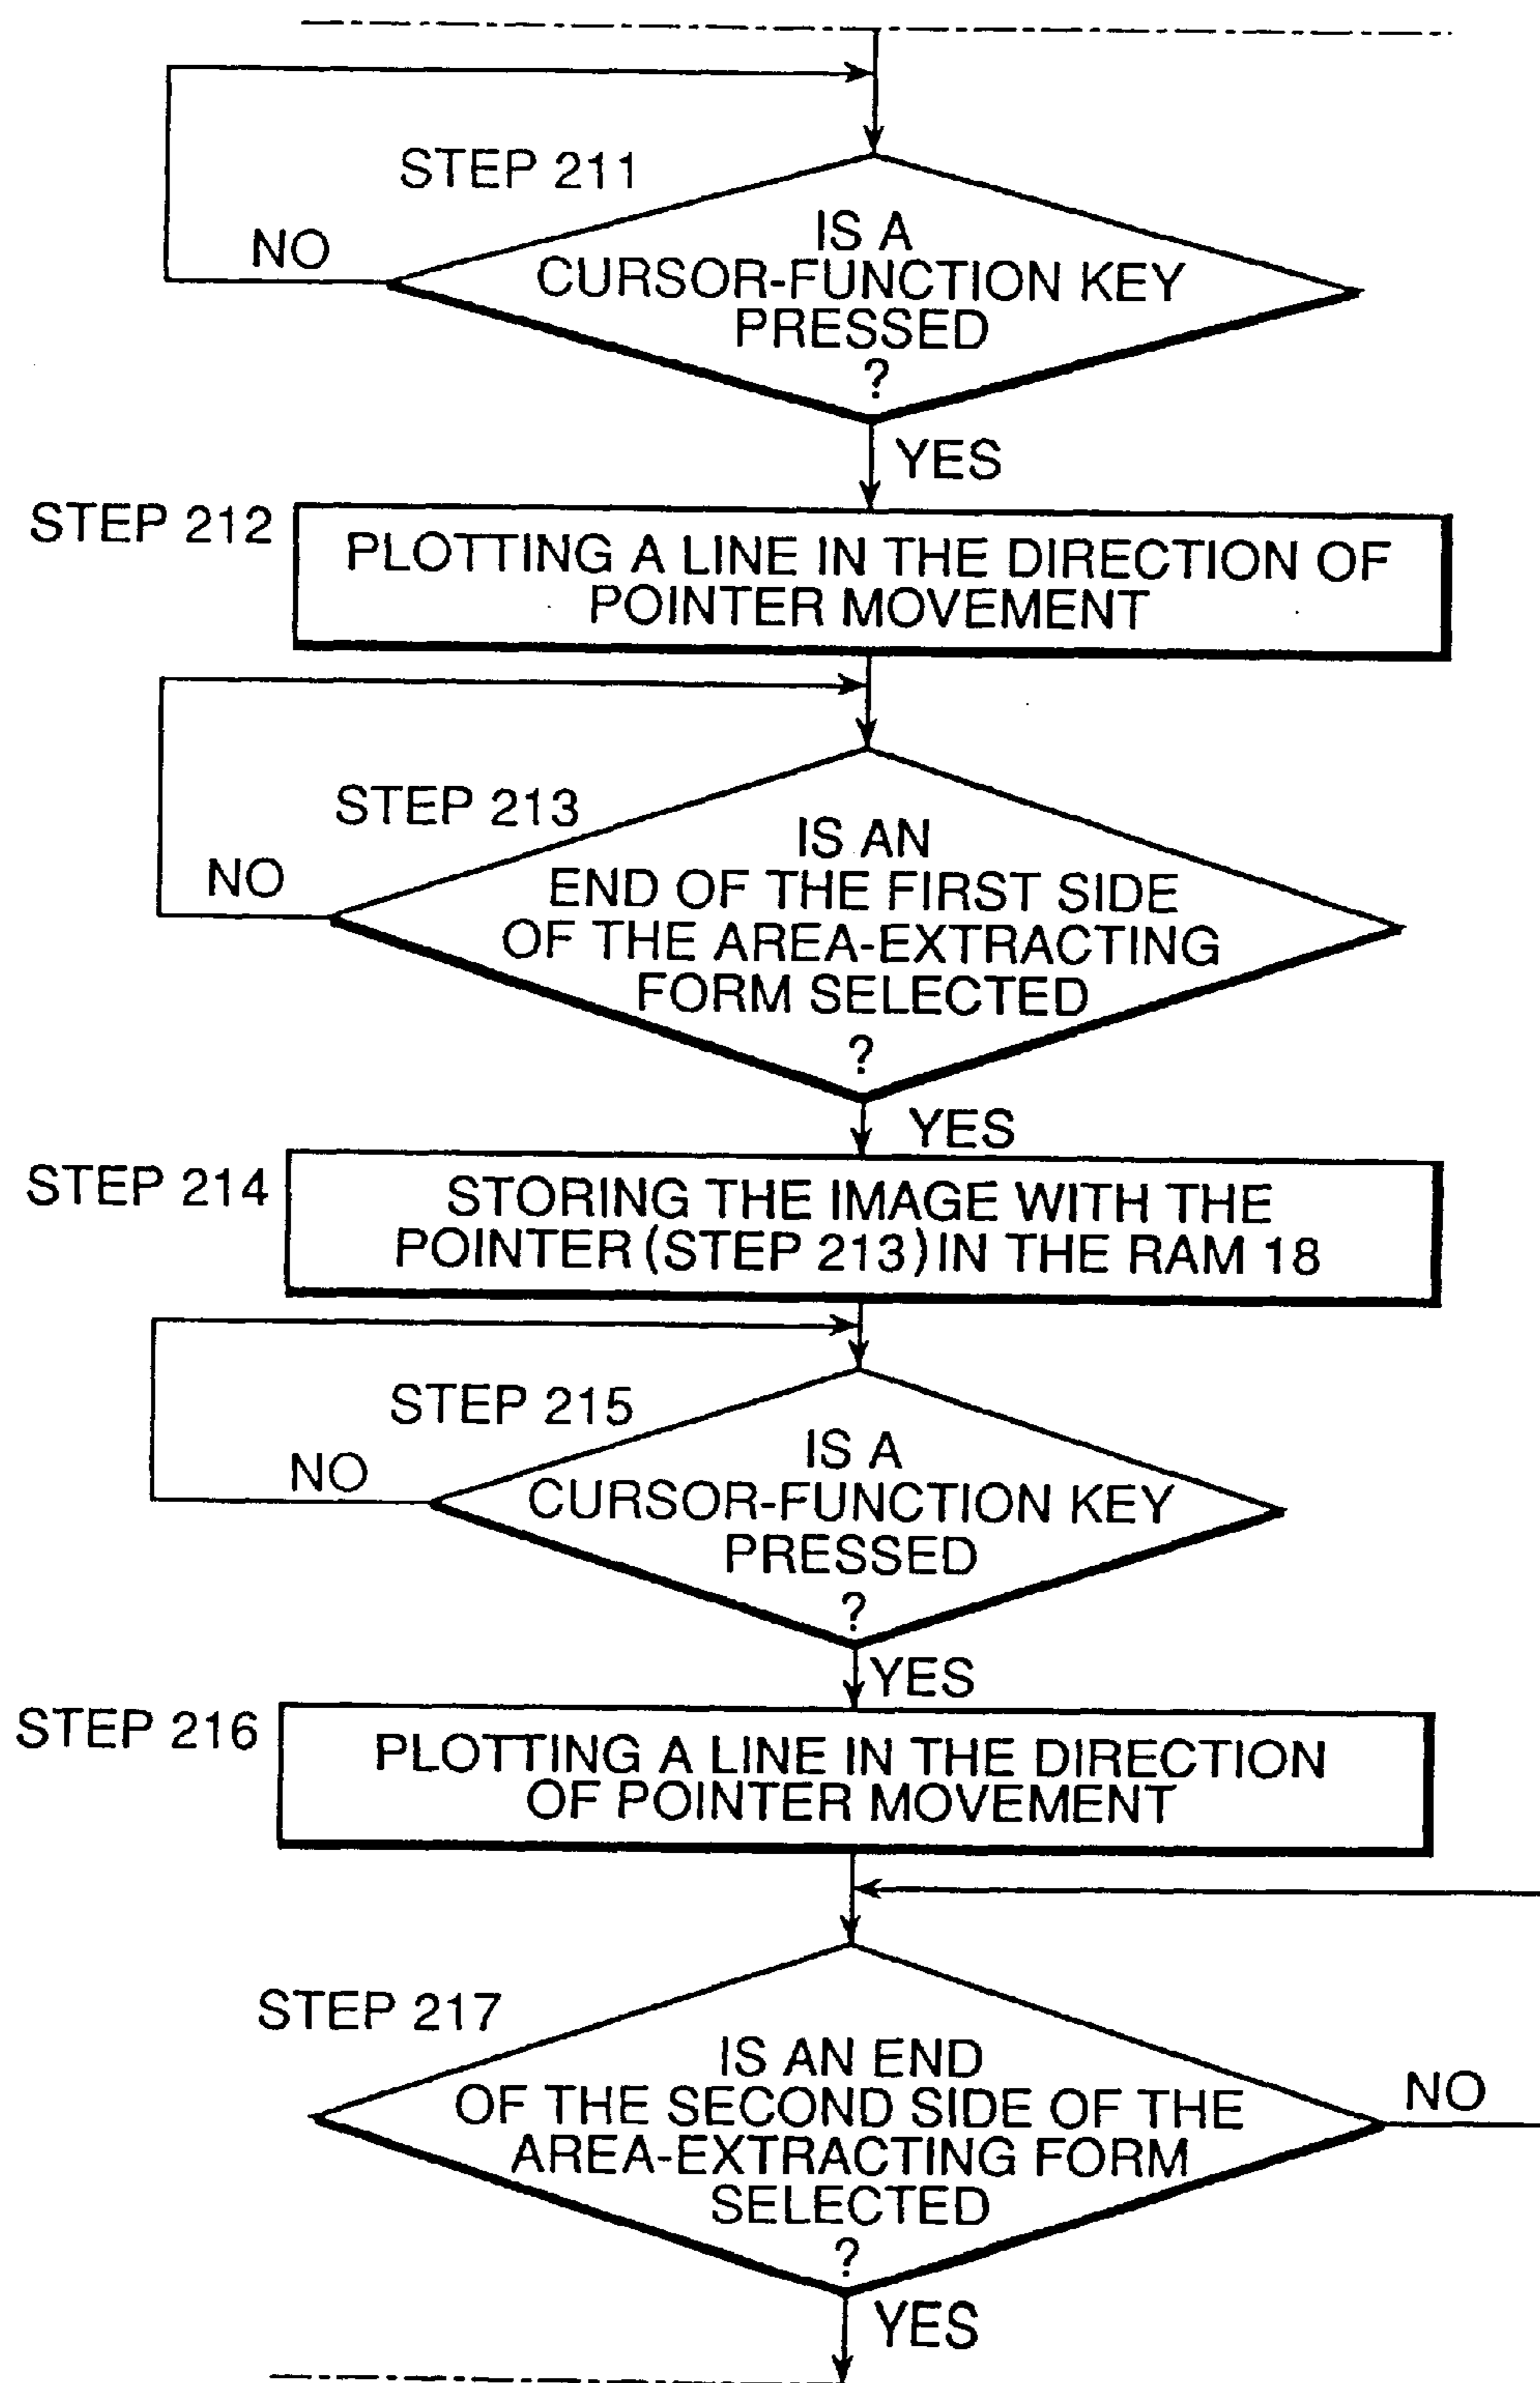 STEP 211
IS A
NO
CURSOR-FUNCTION KEY
PRESSED
?
YES
STEP 212
PLOTTING A LINE IN THE DIRECTION OF
POINTER MOVEMENT
STEP 213
IS AN
NO
END OF THE FIRST SIDE
OF THE AREA-EXTRACTING
FORM SELECTED
?
YES
STEP 214
STORING THE IMAGE WITH THE
POINTER (STEP 213) IN THE RAM 18
STEP 215
IS A
NO
CURSOR-FUNCTION KEY
PRESSED
?
YES
STEP 216
PLOTTING A LINE IN THE DIRECTION
OF POINTER MOVEMENT
STEP 217
IS AN END
NO
OF THE SECOND SIDE OF THE
AREA-EXTRACTING FORM
SELECTED
?
YES